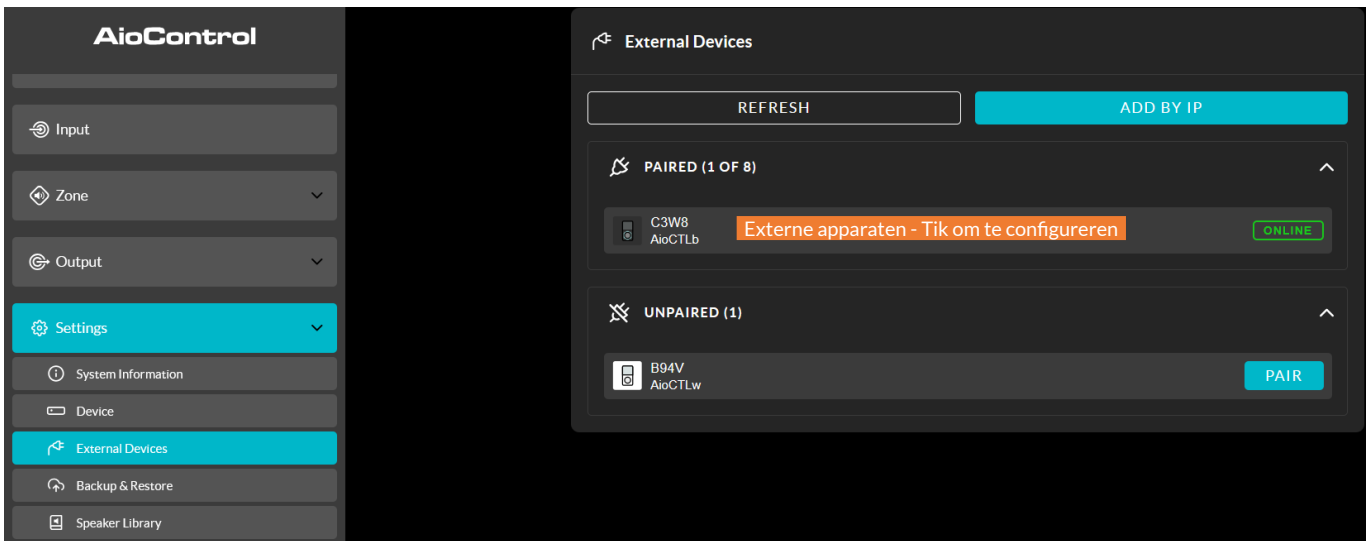 AioControl
Input
Zone
Output
Settings
System Information
Device
External Devices
Backup & Restore
Speaker Library
External Devices
REFRESH
ADD BY IP
PAIRED (1 OF 8)
C3W8
AioCTLb
Externe apparaten - Tik om te configureren
ONLINE
UNPAIRED (1)
B94V
AioCTLw
PAIR